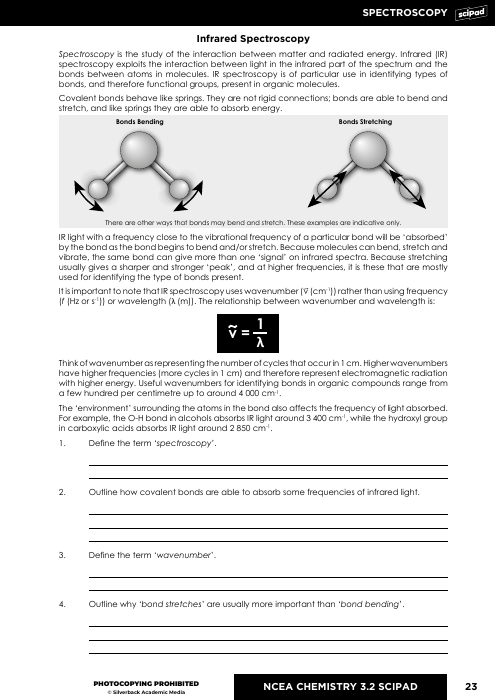 SPECTROSCOPY
scipad
Infrared Spectroscopy
Spectroscopy is the study of the interaction between matter and radiated energy. Infrared (IR)
spectroscopy exploits the interaction between light in the infrared part of the spectrum and the
bonds between atoms in molecules. IR spectroscopy is of particular use in identifying types of
bonds, and therefore functional groups, present in organic molecules.
Covalent bonds behave like springs. They are not rigid connections; bonds are able to bend and
stretch, and like springs they are able to absorb energy.
Bonds Bending
Bonds Stretching
There are other ways that bonds may bend and stretch. These examples are indicative only.
IR light with a frequency close to the vibrational frequency of a particular bond will be ‘absorbed’
by the bond as the bond begins to bend and/or stretch. Because molecules can bend, stretch and
vibrate, the same bond can give more than one ‘signal’ on infrared spectra. Because stretching
usually gives a sharper and stronger ‘peak’, and at higher frequencies, it is these that are mostly
used for identifying the type of bonds present.
It is important to note that IR spectroscopy uses wavenumber (ṽ (cm⁻¹)) rather than using frequency
(f (Hz or s⁻¹)) or wavelength (λ (m)). The relationship between wavenumber and wavelength is:
ṽ = 1/λ
Think of wavenumber as representing the number of cycles that occur in 1 cm. Higher wavenumbers
have higher frequencies (more cycles in 1 cm) and therefore represent electromagnetic radiation
with higher energy. Useful wavenumbers for identifying bonds in organic compounds range from
a few hundred per centimetre up to around 4 000 cm⁻¹.
The ‘environment’ surrounding the atoms in the bond also affects the frequency of light absorbed.
For example, the O-H bond in alcohols absorbs IR light around 3 400 cm⁻¹, while the hydroxyl group
in carboxylic acids absorbs IR light around 2 850 cm⁻¹.
1. Define the term ‘spectroscopy’.
2. Outline how covalent bonds are able to absorb some frequencies of infrared light.
3. Define the term ‘wavenumber’.
4. Outline why ‘bond stretches’ are usually more important than ‘bond bending’.
PHOTOCOPYING PROHIBITED
© Silverback Academic Media
NCEA CHEMISTRY 3.2 SCIPAD
23